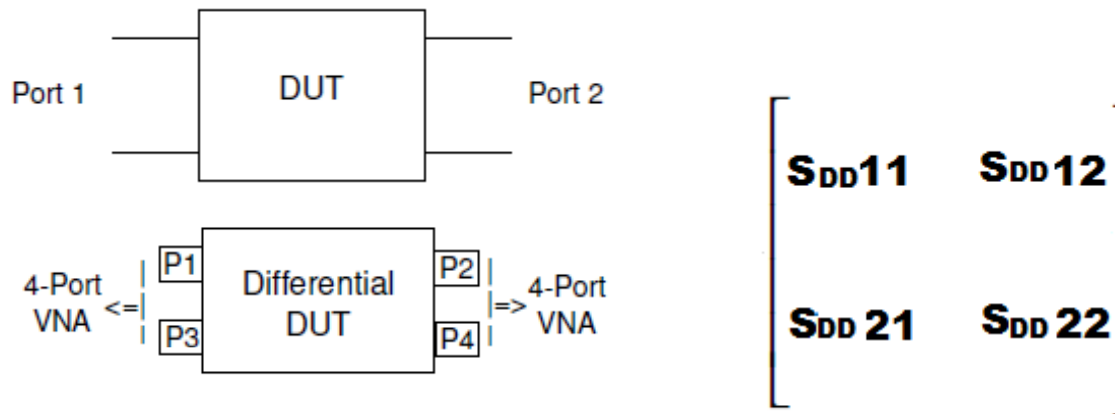 Port 1
DUT
Port 2
4-Port
VNA
<=
P1
P3
Differential
DUT
P2
P4
=>
4-Port
VNA
SDD11 SDD12
SDD21 SDD22